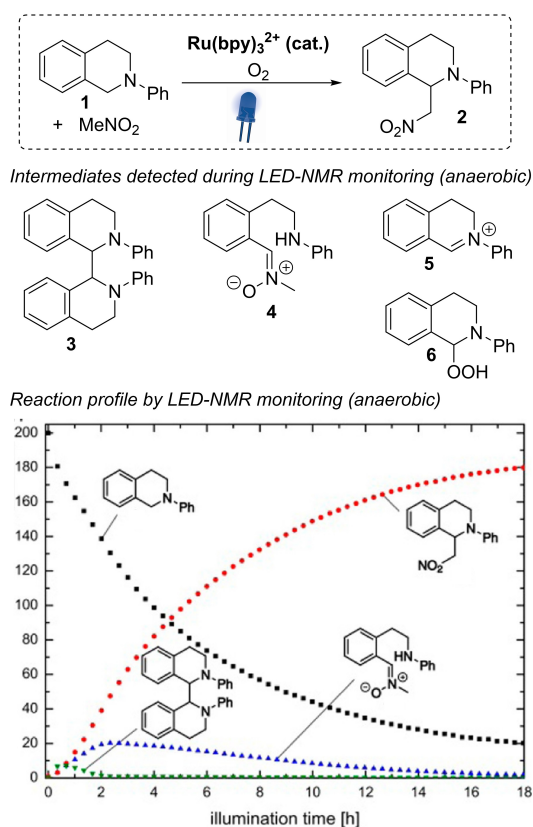 Ru(bpy)₃²⁺ (cat.)
O₂
N
Ph
1
+ MeNO₂
N
Ph
O₂N
2
Intermediates detected during LED-NMR monitoring (anaerobic)
N
Ph
N
Ph
3
HN
Ph
⊖O
N⊕
4
⊕
N
Ph
5
N
Ph
OOH
6
Reaction profile by LED-NMR monitoring (anaerobic)
200
180
160
140
120
100
80
60
40
20
0
N
Ph
N
Ph
NO₂
N
Ph
N
Ph
HN
Ph
⊖O
N⊕
0 2 4 6 8 10 12 14 16 18
illumination time [h]